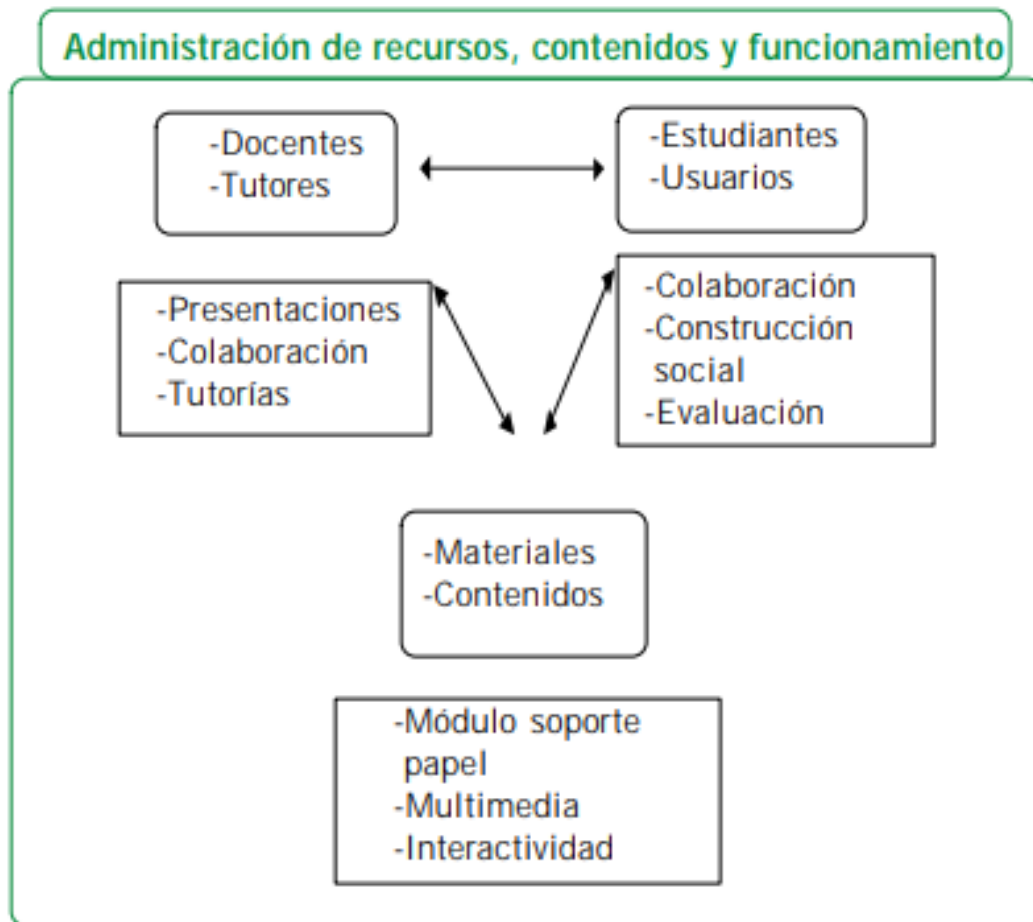 Administración de recursos, contenidos y funcionamiento
-Docentes
-Tutores
-Estudiantes
-Usuarios
-Presentaciones
-Colaboración
-Tutorías
-Colaboración
-Construcción
social
-Evaluación
-Materiales
-Contenidos
-Módulo soporte
papel
-Multimedia
-Interactividad